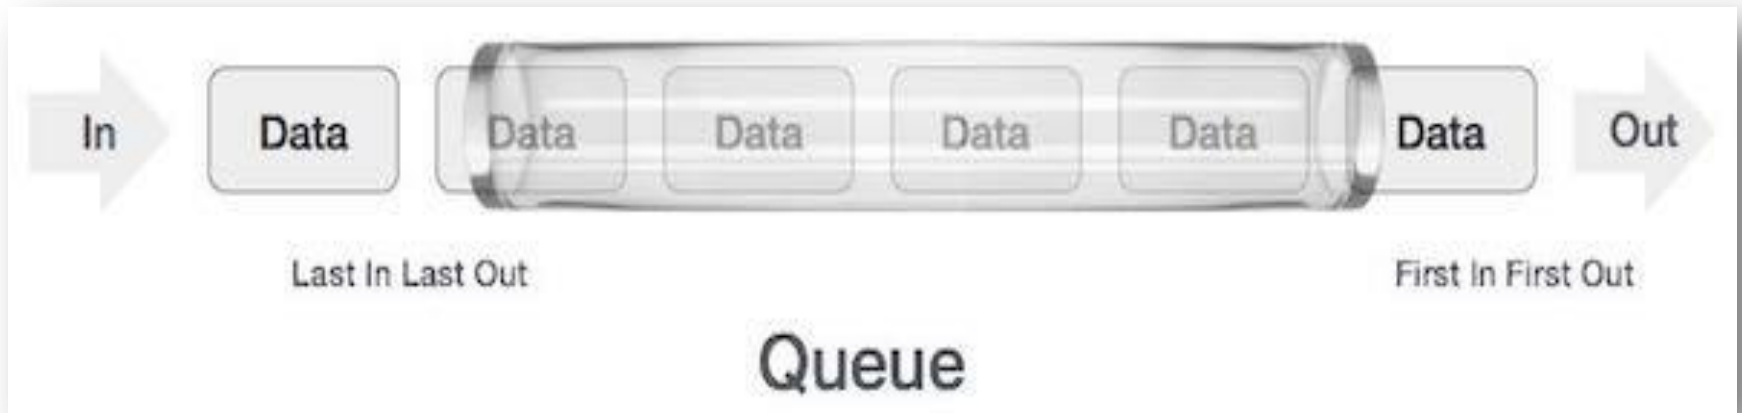 In Data Data Data Data Data Data Out
Last In Last Out First In First Out
Queue